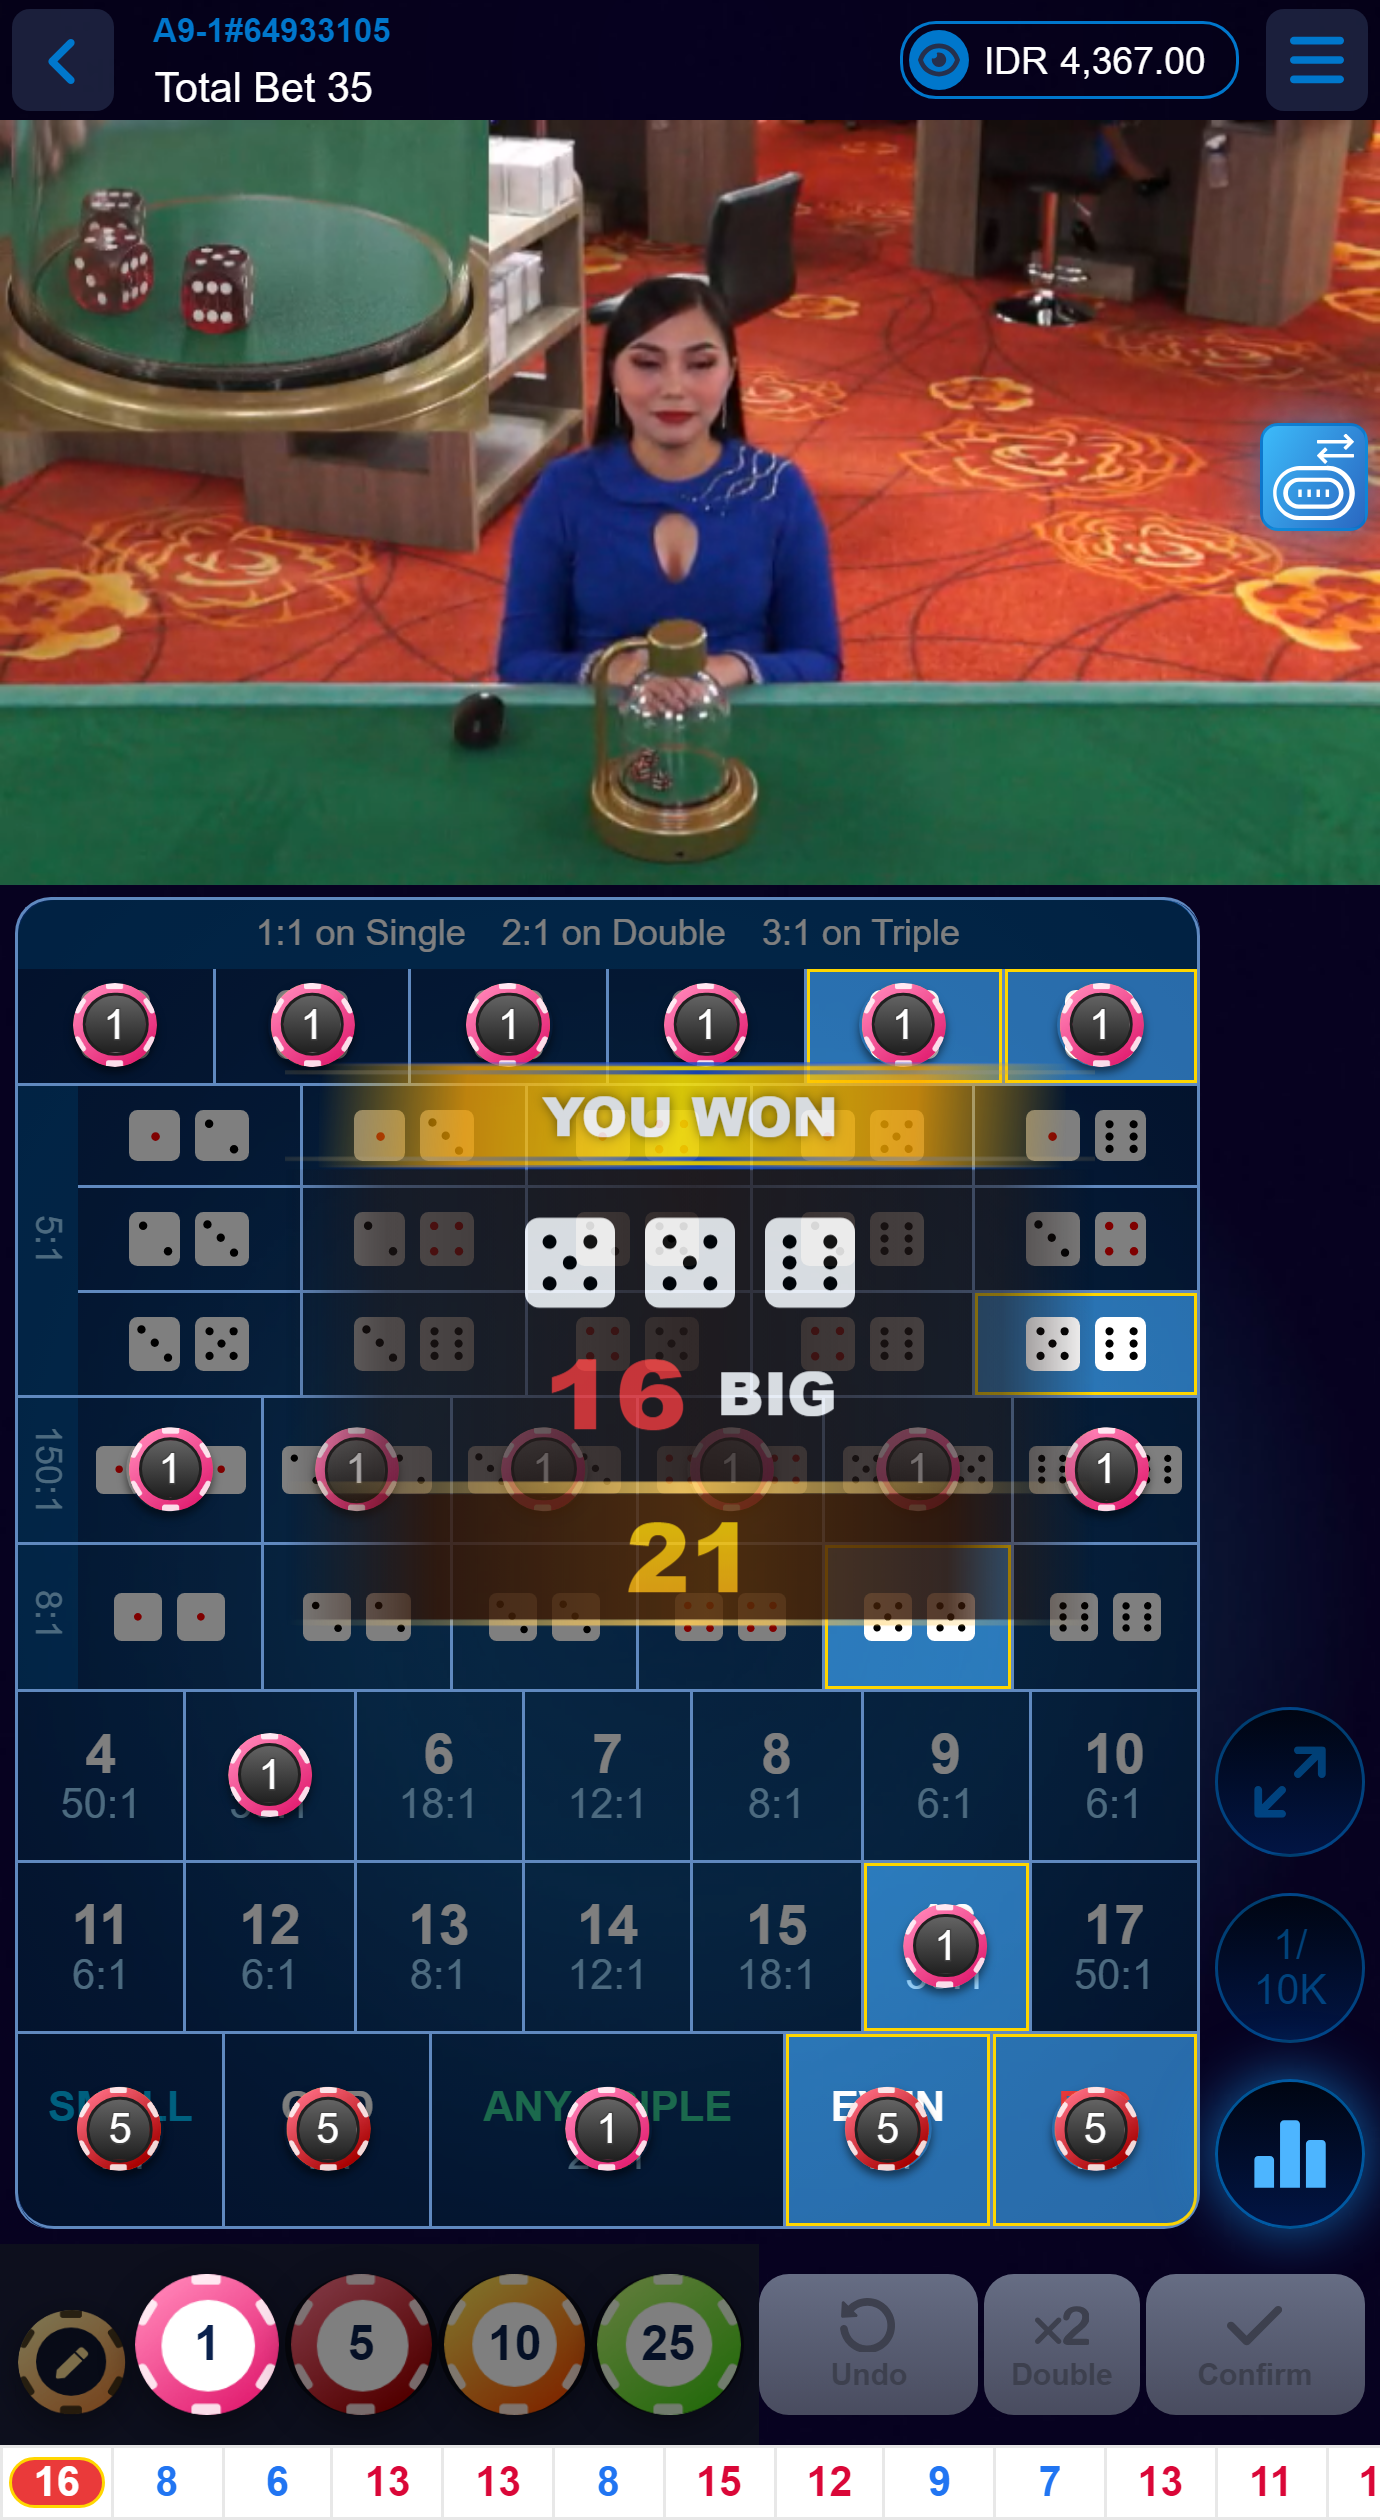 A9-1#64933105
Total Bet 35
IDR 4,367.00
1:1 on Single 2:1 on Double 3:1 on Triple
1 1 1 1 1 1
YOU WON
5:1
16 BIG
150:1
1 1 1 1 1 1
21
8:1
4 6 7 8 9 10
1
50:1 18:1 12:1 8:1 6:1 6:1
11 12 13 14 15 17
1
6:1 6:1 8:1 12:1 18:1 50:1
1/
10K
5 5 1 5 5
1 5 10 25
x2
Undo Double Confirm
16 8 6 13 13 8 15 12 9 7 13 11